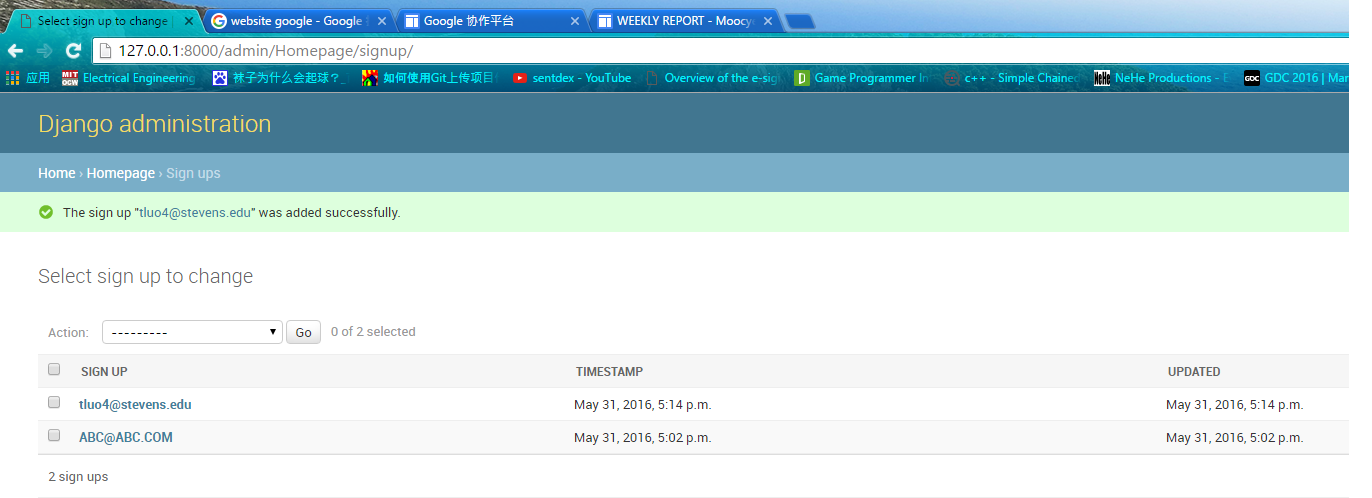 Select sign up to change
website google - Google
Google 协作平台
WEEKLY REPORT - Moocy
127.0.0.1:8000/admin/Homepage/signup/
应用
MIT OCW
Electrical Engineering
袜子为什么会起球？_
如何使用Git上传项目
sentdex - YouTube
Overview of the e-sig
Game Programmer In
c++ - Simple Chained
NeHe
NeHe Productions - E
GDC
GDC 2016 | Mar
Django administration
Home › Homepage › Sign ups
The sign up "tluo4@stevens.edu" was added successfully.
Select sign up to change
Action: --------- Go 0 of 2 selected
SIGN UP TIMESTAMP UPDATED
tluo4@stevens.edu May 31, 2016, 5:14 p.m. May 31, 2016, 5:14 p.m.
ABC@ABC.COM May 31, 2016, 5:02 p.m. May 31, 2016, 5:02 p.m.
2 sign ups